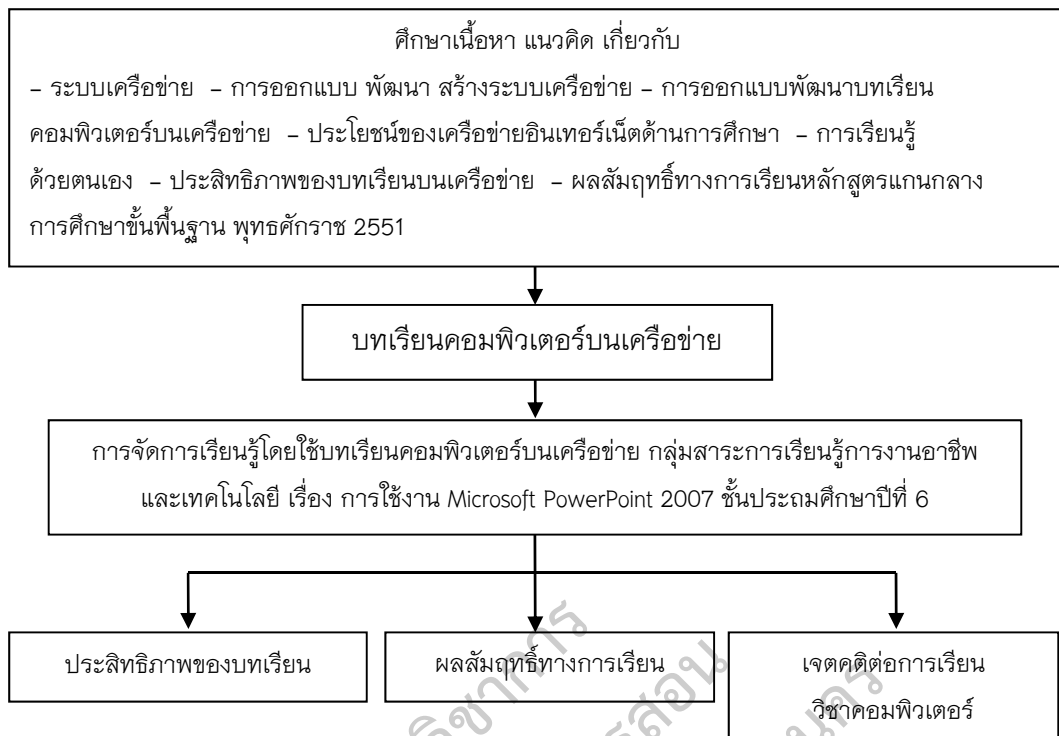 ศึกษาเนื้อหา แนวคิด เกี่ยวกับ
– ระบบเครือข่าย – การออกแบบ พัฒนา สร้างระบบเครือข่าย – การออกแบบพัฒนาบทเรียน
คอมพิวเตอร์บนเครือข่าย – ประโยชน์ของเครือข่ายอินเทอร์เน็ตด้านการศึกษา – การเรียนรู้
ด้วยตนเอง – ประสิทธิภาพของบทเรียนบนเครือข่าย – ผลสัมฤทธิ์ทางการเรียนหลักสูตรแกนกลาง
การศึกษาขั้นพื้นฐาน พุทธศักราช 2551
บทเรียนคอมพิวเตอร์บนเครือข่าย
การจัดการเรียนรู้โดยใช้บทเรียนคอมพิวเตอร์บนเครือข่าย กลุ่มสาระการเรียนรู้การงานอาชีพ
และเทคโนโลยี เรื่อง การใช้งาน Microsoft PowerPoint 2007 ชั้นประถมศึกษาปีที่ 6
ประสิทธิภาพของบทเรียน
ผลสัมฤทธิ์ทางการเรียน
เจตคติต่อการเรียน
วิชาคอมพิวเตอร์